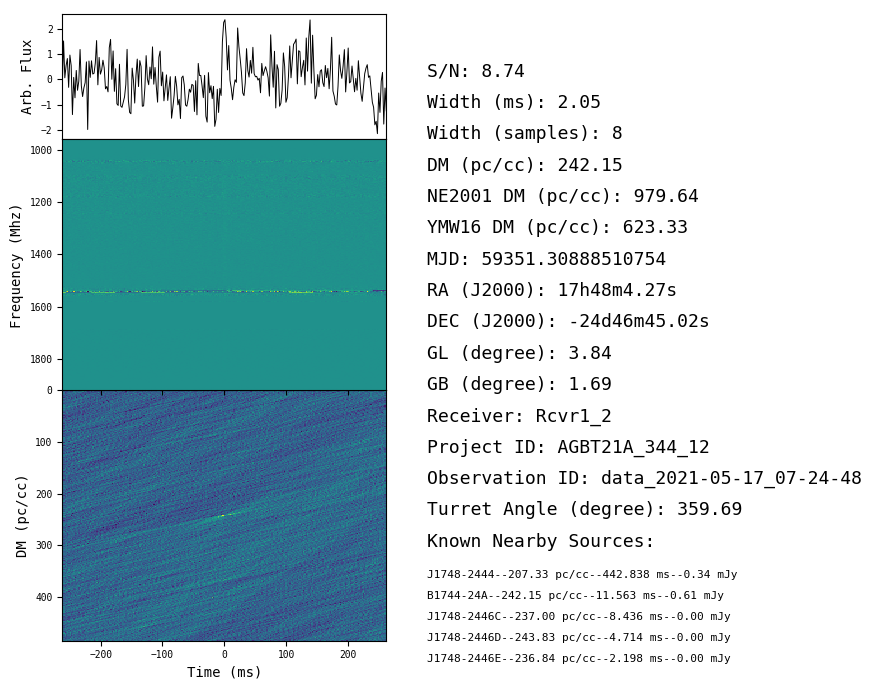 2
1
0
−1
−2
Arb. Flux
1000
1200
1400
1600
1800
Frequency (Mhz)
0
100
200
300
400
DM (pc/cc)
−200
−100
0
100
200
Time (ms)
S/N: 8.74
Width (ms): 2.05
Width (samples): 8
DM (pc/cc): 242.15
NE2001 DM (pc/cc): 979.64
YMW16 DM (pc/cc): 623.33
MJD: 59351.30888510754
RA (J2000): 17h48m4.27s
DEC (J2000): -24d46m45.02s
GL (degree): 3.84
GB (degree): 1.69
Receiver: Rcvr1_2
Project ID: AGBT21A_344_12
Observation ID: data_2021-05-17_07-24-48
Turret Angle (degree): 359.69
Known Nearby Sources:
J1748-2444--207.33 pc/cc--442.838 ms--0.34 mJy
B1744-24A--242.15 pc/cc--11.563 ms--0.61 mJy
J1748-2446C--237.00 pc/cc--8.436 ms--0.00 mJy
J1748-2446D--243.83 pc/cc--4.714 ms--0.00 mJy
J1748-2446E--236.84 pc/cc--2.198 ms--0.00 mJy